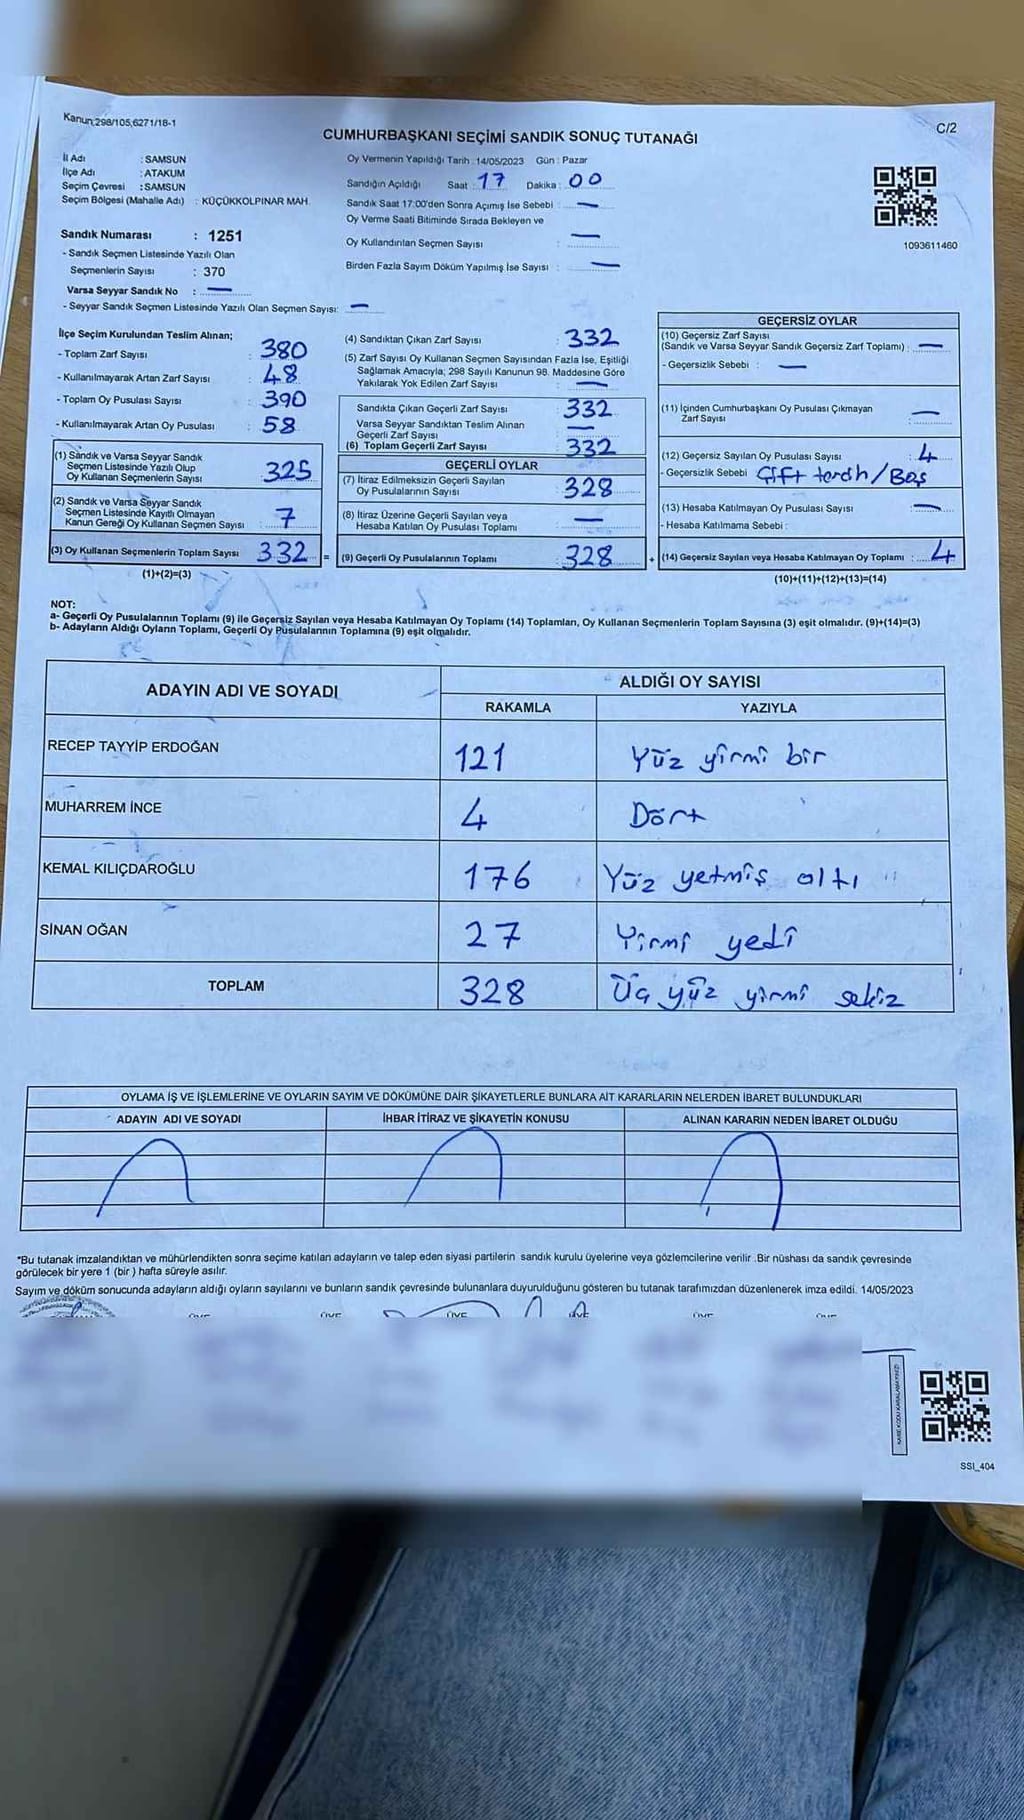 Kanun;298/105,6271/18-1
C/2
CUMHURBAŞKANI SEÇİMİ SANDIK SONUÇ TUTANAĞI
İl Adı : SAMSUN
İlçe Adı : ATAKUM
Seçim Çevresi : SAMSUN
Seçim Bölgesi (Mahalle Adı) : KÜÇÜKKOLPINAR MAH.
Sandık Numarası : 1251
- Sandık Seçmen Listesinde Yazılı Olan
Seçmenlerin Sayısı : 370
Varsa Seyyar Sandık No : —
- Seyyar Sandık Seçmen Listesinde Yazılı Olan Seçmen Sayısı: —
Oy Vermenin Yapıldığı Tarih : 14/05/2023 Gün : Pazar
Sandığın Açıldığı Saat : 17 Dakika : 00
Sandık Saat 17:00'den Sonra Açımış İse Sebebi : —
Oy Verme Saati Bitiminde Sırada Bekleyen ve
Oy Kullandırılan Seçmen Sayısı : —
Birden Fazla Sayım Döküm Yapılmış İse Sayısı : —
1093611460
İlçe Seçim Kurulundan Teslim Alınan;
- Toplam Zarf Sayısı : 380
- Kullanılmayarak Artan Zarf Sayısı : 48
- Toplam Oy Pusulası Sayısı : 390
- Kullanılmayarak Artan Oy Pusulası : 58
(1) Sandık ve Varsa Seyyar Sandık
Seçmen Listesinde Yazılı Olup
Oy Kullanan Seçmenlerin Sayısı : 325
(2) Sandık ve Varsa Seyyar Sandık
Seçmen Listesinde Kayıtlı Olmayan
Kanun Gereği Oy Kullanan Seçmen Sayısı : 7
(3) Oy Kullanan Seçmenlerin Toplam Sayısı : 332 =
(1)+(2)=(3)
(4) Sandıktan Çıkan Zarf Sayısı : 332
(5) Zarf Sayısı Oy Kullanan Seçmen Sayısından Fazla İse, Eşitliği
Sağlamak Amacıyla; 298 Sayılı Kanunun 98. Maddesine Göre
Yakılarak Yok Edilen Zarf Sayısı : —
Sandıkta Çıkan Geçerli Zarf Sayısı : 332
Varsa Seyyar Sandıktan Teslim Alınan
Geçerli Zarf Sayısı : —
(6) Toplam Geçerli Zarf Sayısı : 332
GEÇERLİ OYLAR
(7) İtiraz Edilmeksizin Geçerli Sayılan
Oy Pusulalarının Sayısı : 328
(8) İtiraz Üzerine Geçerli Sayılan veya
Hesaba Katılan Oy Pusulası Toplamı : —
(9) Geçerli Oy Pusulalarının Toplamı : 328 +
GEÇERSİZ OYLAR
(10) Geçersiz Zarf Sayısı
(Sandık ve Varsa Seyyar Sandık Geçersiz Zarf Toplamı) : —
- Geçersizlik Sebebi : —
(11) İçinden Cumhurbaşkanı Oy Pusulası Çıkmayan
Zarf Sayısı : —
(12) Geçersiz Sayılan Oy Pusulası Sayısı : 4
- Geçersizlik Sebebi Çift tercih/Boş
(13) Hesaba Katılmayan Oy Pusulası Sayısı : —
- Hesaba Katılmama Sebebi :
(14) Geçersiz Sayılan veya Hesaba Katılmayan Oy Toplamı : 4
(10)+(11)+(12)+(13)=(14)
NOT:
a- Geçerli Oy Pusulalarının Toplamı (9) ile Geçersiz Sayılan veya Hesaba Katılmayan Oy Toplamı (14) Toplamları, Oy Kullanan Seçmenlerin Toplam Sayısına (3) eşit olmalıdır. (9)+(14)=(3)
b- Adayların Aldığı Oyların Toplamı, Geçerli Oy Pusulalarının Toplamına (9) eşit olmalıdır.
ADAYIN ADI VE SOYADI
ALDIĞI OY SAYISI
RAKAMLA YAZIYLA
RECEP TAYYİP ERDOĞAN 121 Yüz yirmi bir
MUHARREM İNCE 4 Dört
KEMAL KILIÇDAROĞLU 176 Yüz yetmiş altı
SİNAN OĞAN 27 Yirmi yedi
TOPLAM 328 Üç yüz yirmi sekiz
OYLAMA İŞ VE İŞLEMLERİNE VE OYLARIN SAYIM VE DÖKÜMÜNE DAİR ŞİKAYETLERLE BUNLARA AİT KARARLARIN NELERDEN İBARET BULUNDUKLARI
ADAYIN ADI VE SOYADI İHBAR İTİRAZ VE ŞİKAYETİN KONUSU ALINAN KARARIN NEDEN İBARET OLDUĞU
*Bu tutanak imzalandıktan ve mühürlendikten sonra seçime katılan adayların ve talep eden siyasi partilerin sandık kurulu üyelerine veya gözlemcilerine verilir .Bir nüshası da sandık çevresinde
görülecek bir yere 1 (bir ) hafta süreyle asılır.
Sayım ve döküm sonucunda adayların aldığı oyların sayılarını ve bunların sandık çevresinde bulunanlara duyurulduğunu gösteren bu tutanak tarafımızdan düzenlenerek imza edildi. 14/05/2023
ÜYE ÜYE ÜYE ÜYE ÜYE ÜYE
SSI_404